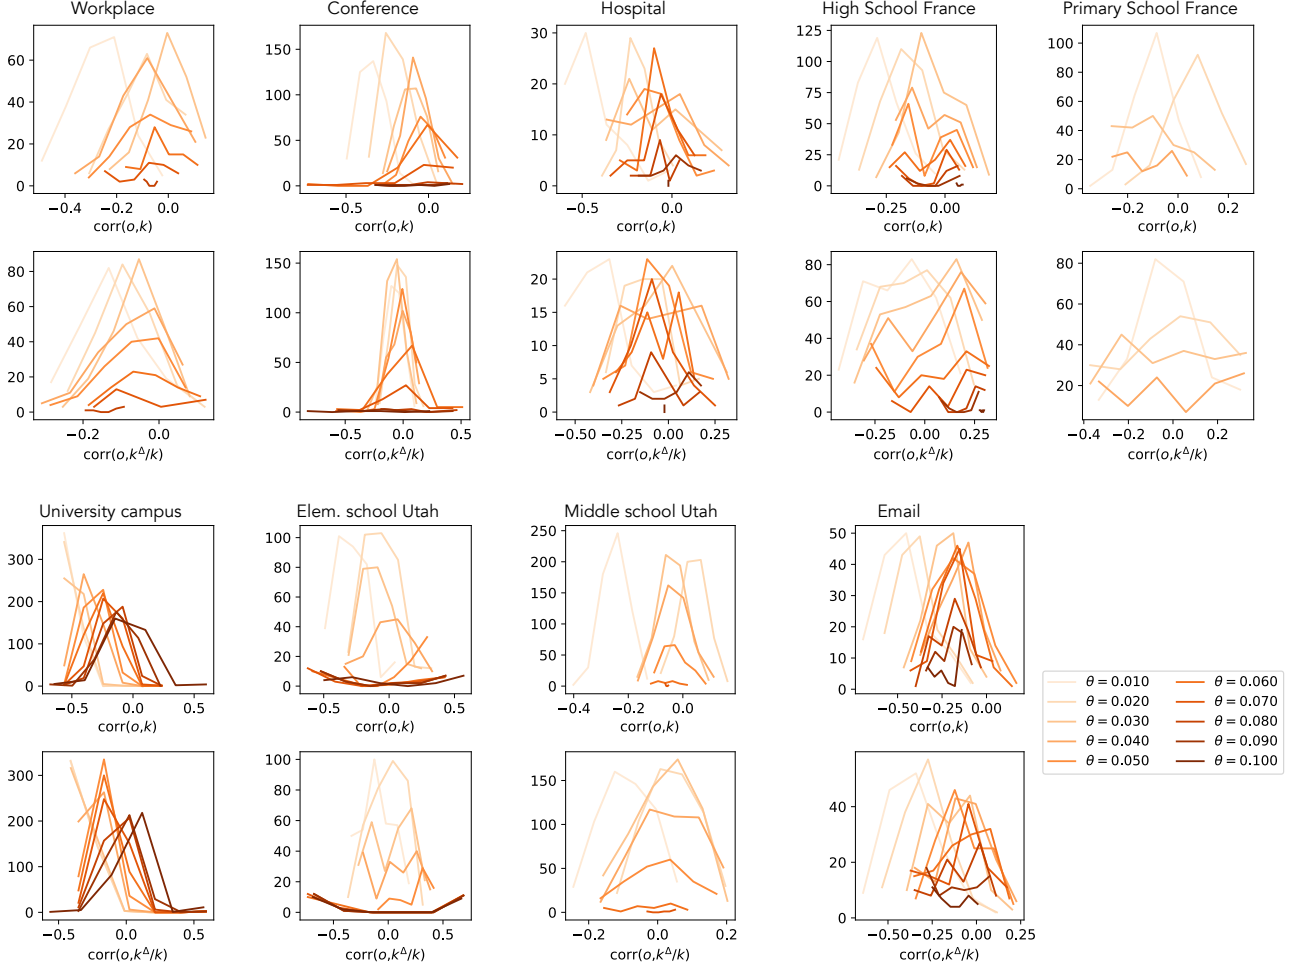 Workplace Conference Hospital High School France Primary School France
60 40 20 0
−0.4 −0.2 0.0
corr(o,k)
150 100 50 0
−0.5 0.0
corr(o,k)
30 20 10 0
−0.5 0.0
corr(o,k)
125 100 75 50 25 0
−0.25 0.00
corr(o,k)
100 80 60 40 20 0
−0.2 0.0 0.2
corr(o,k)
80 60 40 20 0
−0.2 0.0
corr(o,k^Δ/k)
150 100 50 0
−0.5 0.0 0.5
corr(o,k^Δ/k)
20 15 10 5 0
−0.50 −0.25 0.00 0.25
corr(o,k^Δ/k)
80 60 40 20 0
−0.25 0.00 0.25
corr(o,k^Δ/k)
80 60 40 20
−0.4 −0.2 0.0 0.2
corr(o,k^Δ/k)
University campus Elem. school Utah Middle school Utah Email
300 200 100 0
−0.5 0.0 0.5
corr(o,k)
100 80 60 40 20 0
−0.5 0.0 0.5
corr(o,k)
250 200 150 100 50 0
−0.4 −0.2 0.0
corr(o,k)
50 40 30 20 10 0
−0.50 −0.25 0.00
corr(o,k)
θ = 0.010 θ = 0.060
θ = 0.020 θ = 0.070
θ = 0.030 θ = 0.080
θ = 0.040 θ = 0.090
θ = 0.050 θ = 0.100
300 200 100 0
−0.5 0.0 0.5
corr(o,k^Δ/k)
100 80 60 40 20 0
−0.5 0.0 0.5
corr(o,k^Δ/k)
150 100 50 0
−0.2 0.0 0.2
corr(o,k^Δ/k)
40 20 0
−0.50 −0.25 0.00 0.25
corr(o,k^Δ/k)